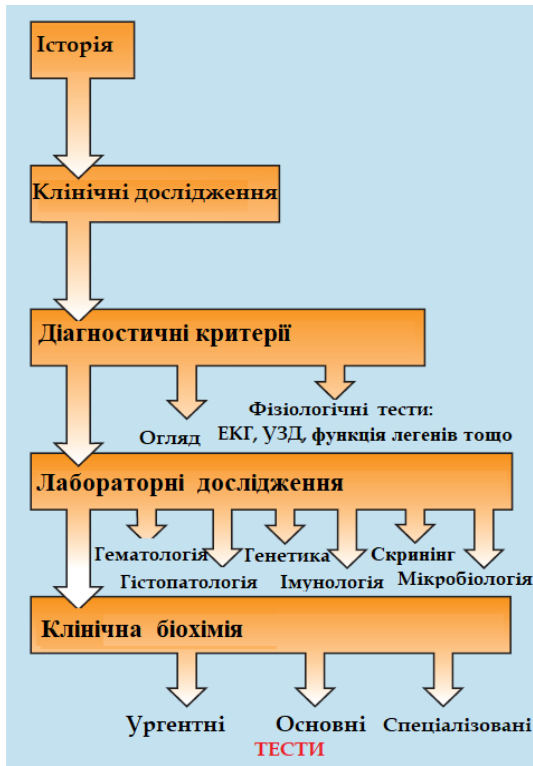 Історія
Клінічні дослідження
Діагностичні критерії
Огляд
Фізіологічні тести:
ЕКГ, УЗД, функція легенів тощо
Лабораторні дослідження
Гематологія
Генетика
Скринінг
Гістопатологія
Імунологія
Мікробіологія
Клінічна біохімія
Ургентні
Основні
Спеціалізовані
ТЕСТИ